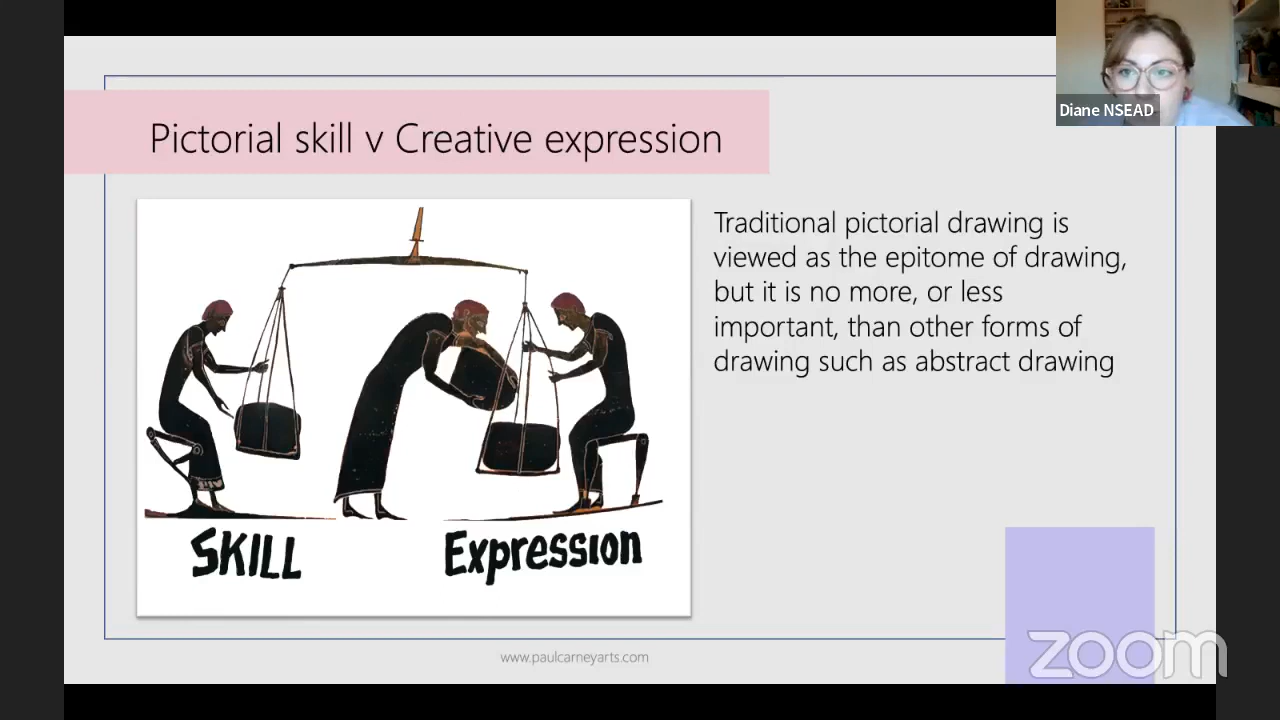 Diane NSEAD
Pictorial skill v Creative expression
Traditional pictorial drawing is
viewed as the epitome of drawing,
but it is no more, or less
important, than other forms of
drawing such as abstract drawing
SKILL
Expression
www.paulcarneyarts.com
zoom